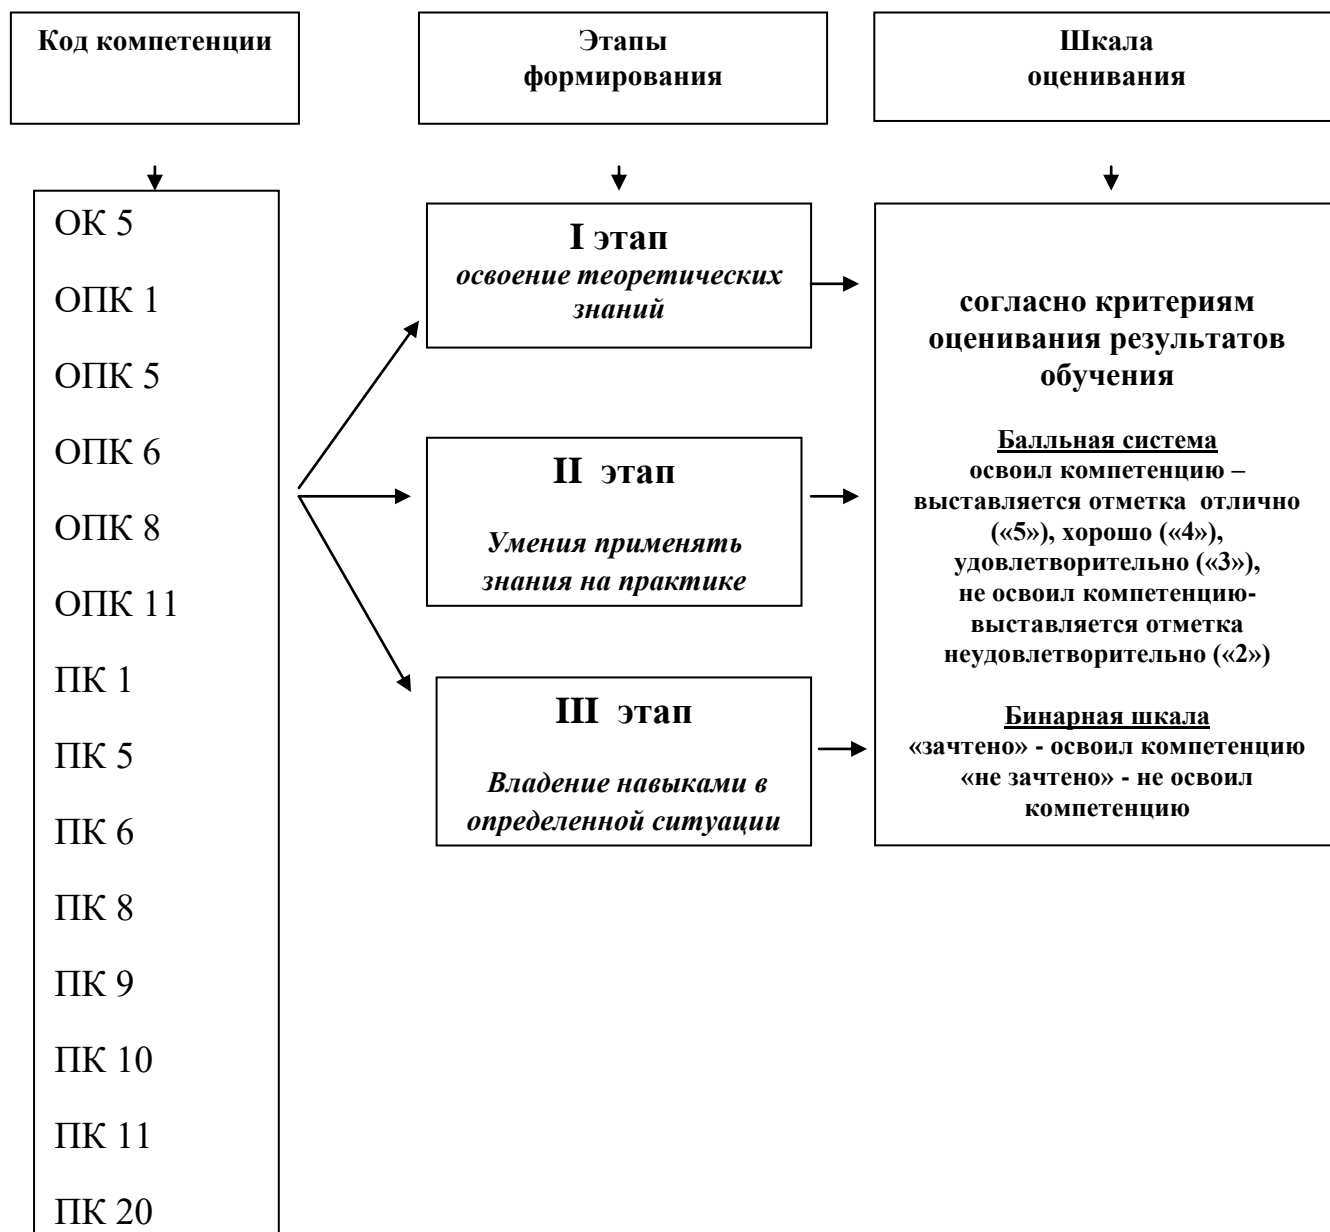 Код компетенции
Этапы
формирования
Шкала
оценивания
ОК 5
ОПК 1
ОПК 5
ОПК 6
ОПК 8
ОПК 11
ПК 1
ПК 5
ПК 6
ПК 8
ПК 9
ПК 10
ПК 11
ПК 20
I этап
освоение теоретических
знаний
II этап
Умения применять
знания на практике
III этап
Владение навыками в
определенной ситуации
согласно критериям
оценивания результатов
обучения
Балльная система
освоил компетенцию –
выставляется отметка отлично
(«5»), хорошо («4»),
удовлетворительно («3»),
не освоил компетенцию-
выставляется отметка
неудовлетворительно («2»)
Бинарная шкала
«зачтено» - освоил компетенцию
«не зачтено» - не освоил
компетенцию